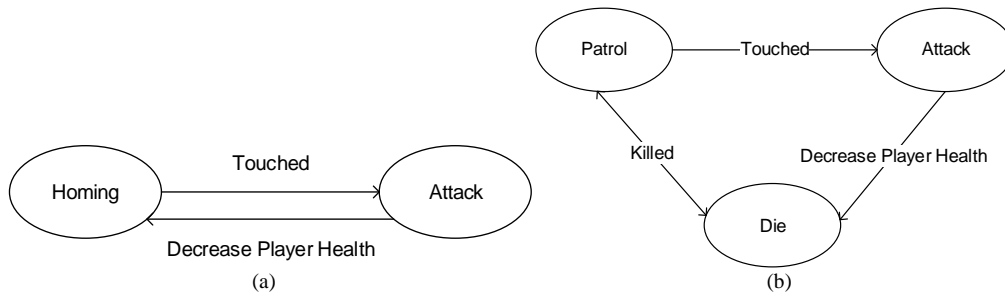 Touched
Homing
Attack
Decrease Player Health
(a)
Patrol
Touched
Attack
Killed
Decrease Player Health
Die
(b)